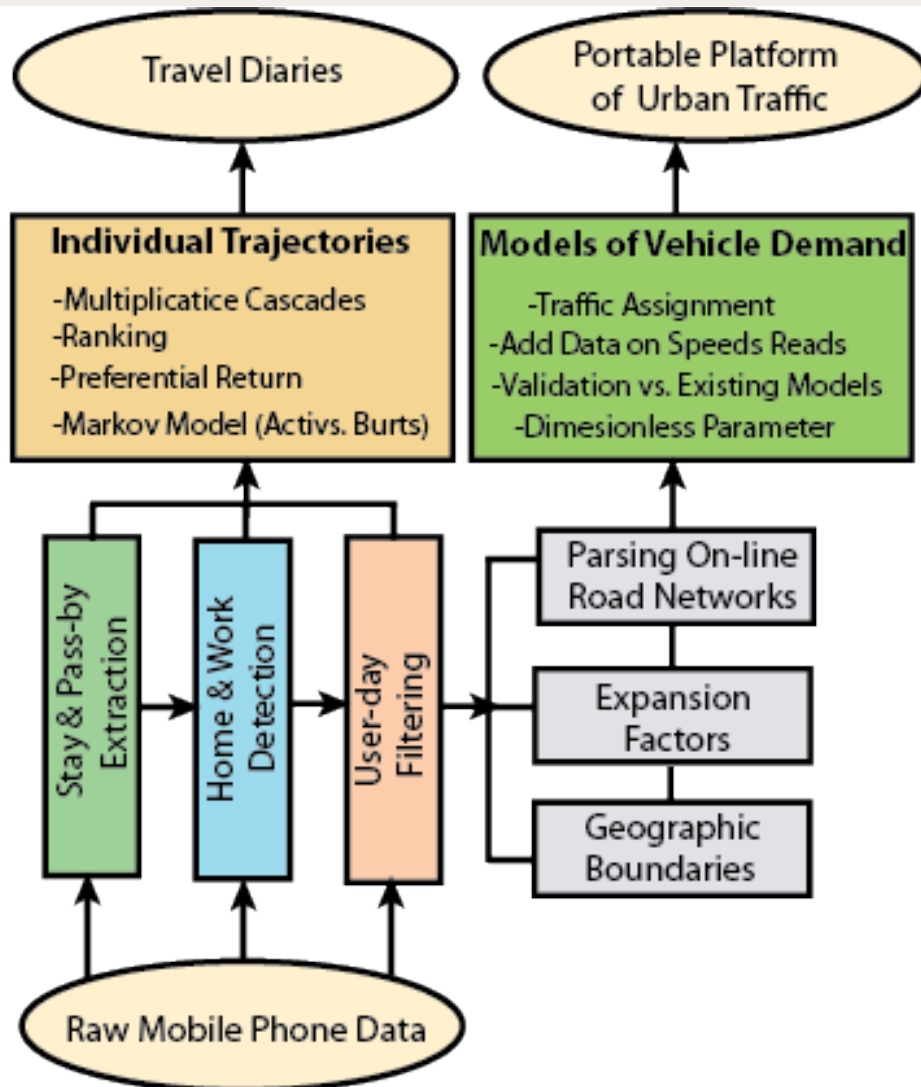 Travel Diaries
Portable Platform
of Urban Traffic
Individual Trajectories
-Multiplicatice Cascades
-Ranking
-Preferential Return
-Markov Model (Activs. Burts)
Models of Vehicle Demand
-Traffic Assignment
-Add Data on Speeds Reads
-Validation vs. Existing Models
-Dimesionless Parameter
Stay & Pass-by
Extraction
Home & Work
Detection
User-day
Filtering
Parsing On-line
Road Networks
Expansion
Factors
Geographic
Boundaries
Raw Mobile Phone Data